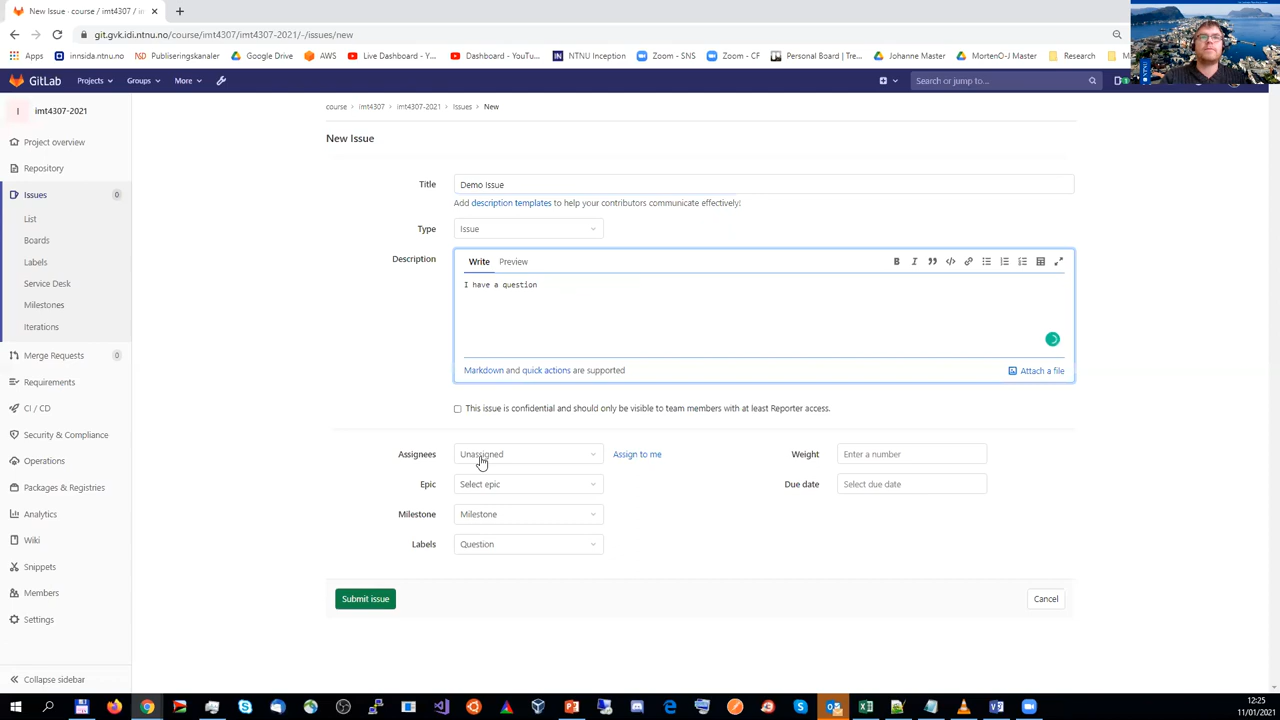 New Issue · course / imt4307 / imt
git.gvk.idi.ntnu.no/course/imt4307/imt4307-2021/-/issues/new
Apps innsida.ntnu.no Publiseringskanaler Google Drive AWS Live Dashboard - Y... Dashboard - YouTub... NTNU Inception Zoom - SNS Zoom - CF Personal Board | Tre... Johanne Master MortenO-J Master Research
GitLab Projects Groups More Search or jump to... 1
I imt4307-2021
Project overview
Repository
Issues 0
List
Boards
Labels
Service Desk
Milestones
Iterations
Merge Requests 0
Requirements
CI / CD
Security & Compliance
Operations
Packages & Registries
Analytics
Wiki
Snippets
Members
Settings
Collapse sidebar
course > imt4307 > imt4307-2021 > Issues > New
New Issue
Title Demo Issue
Add description templates to help your contributors communicate effectively!
Type Issue
Description Write Preview
I have a question
Markdown and quick actions are supported Attach a file
This issue is confidential and should only be visible to team members with at least Reporter access.
Assignees Unassigned Assign to me Weight Enter a number
Epic Select epic Due date Select due date
Milestone Milestone
Labels Question
Submit issue Cancel
NTNU
12:25
11/01/2021